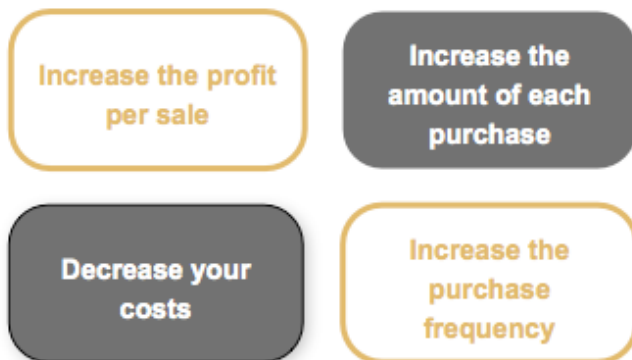 Increase the profit
per sale
Increase the
amount of each
purchase
Decrease your
costs
Increase the
purchase
frequency